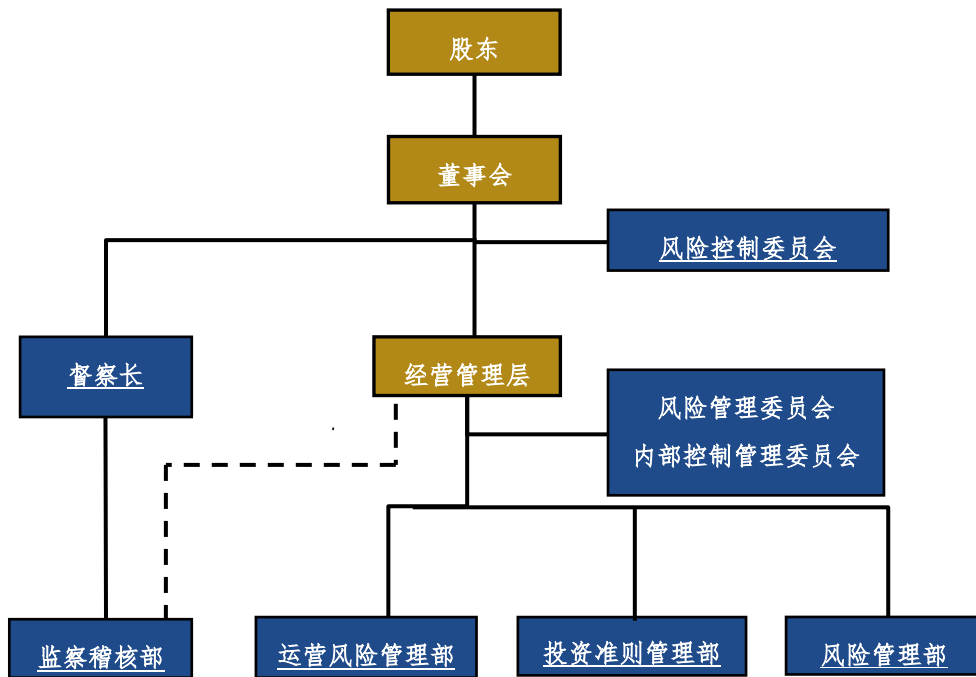 股东
董事会
风险控制委员会
督察长
经营管理层
风险管理委员会
内部控制管理委员会
监察稽核部
运营风险管理部
投资准则管理部
风险管理部